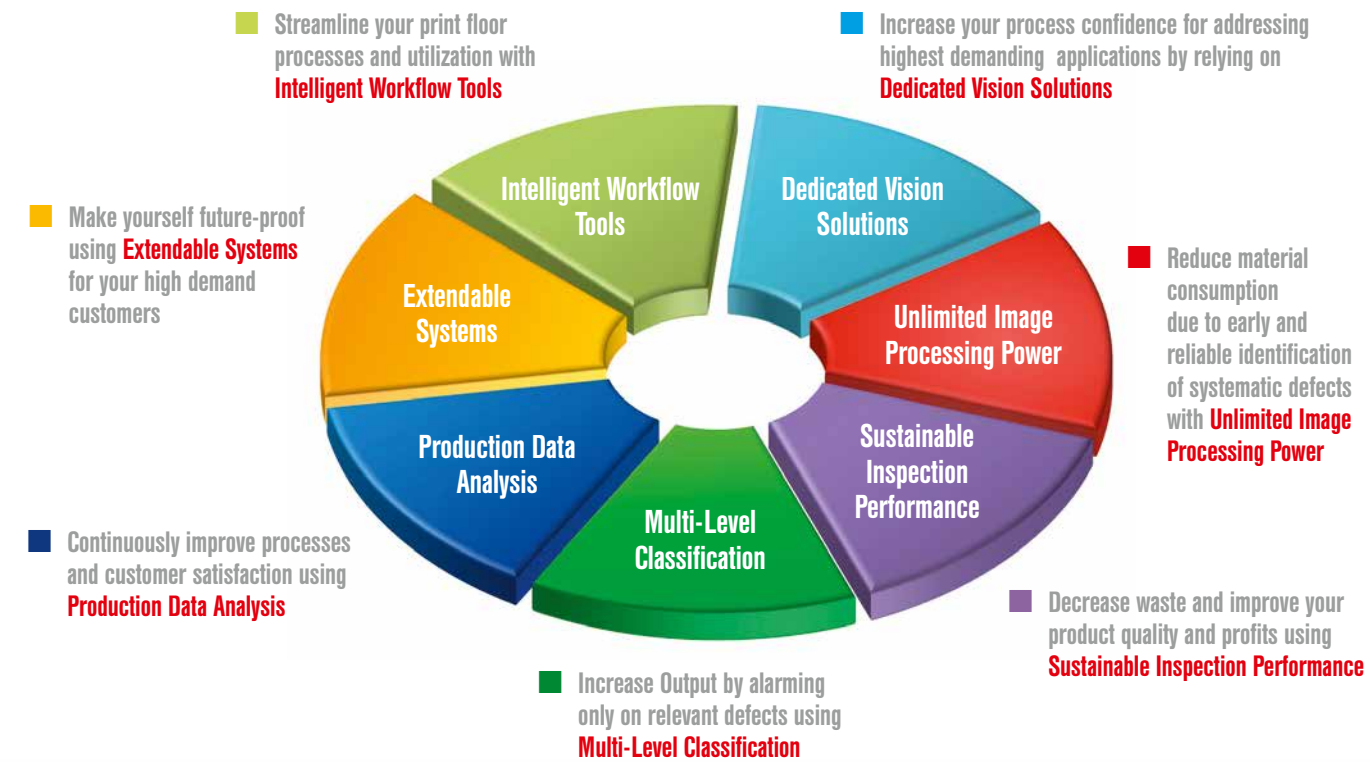 Streamline your print floor
processes and utilization with
Intelligent Workflow Tools
Increase your process confidence for addressing
highest demanding applications by relying on
Dedicated Vision Solutions
Intelligent Workflow
Tools
Dedicated Vision
Solutions
Make yourself future-proof
using Extendable Systems
for your high demand
customers
Extendable
Systems
Unlimited Image
Processing Power
Reduce material
consumption
due to early and
reliable identification
of systematic defects
with Unlimited Image
Processing Power
Production Data
Analysis
Sustainable
Inspection
Performance
Multi-Level
Classification
Continuously improve processes
and customer satisfaction using
Production Data Analysis
Decrease waste and improve your
product quality and profits using
Sustainable Inspection Performance
Increase Output by alarming
only on relevant defects using
Multi-Level Classification